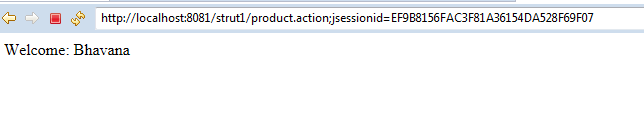 http://localhost:8081/strut1/product.action;jsessionid=EF9B8156FAC3F81A36154DA528F69F07
Welcome: Bhavana